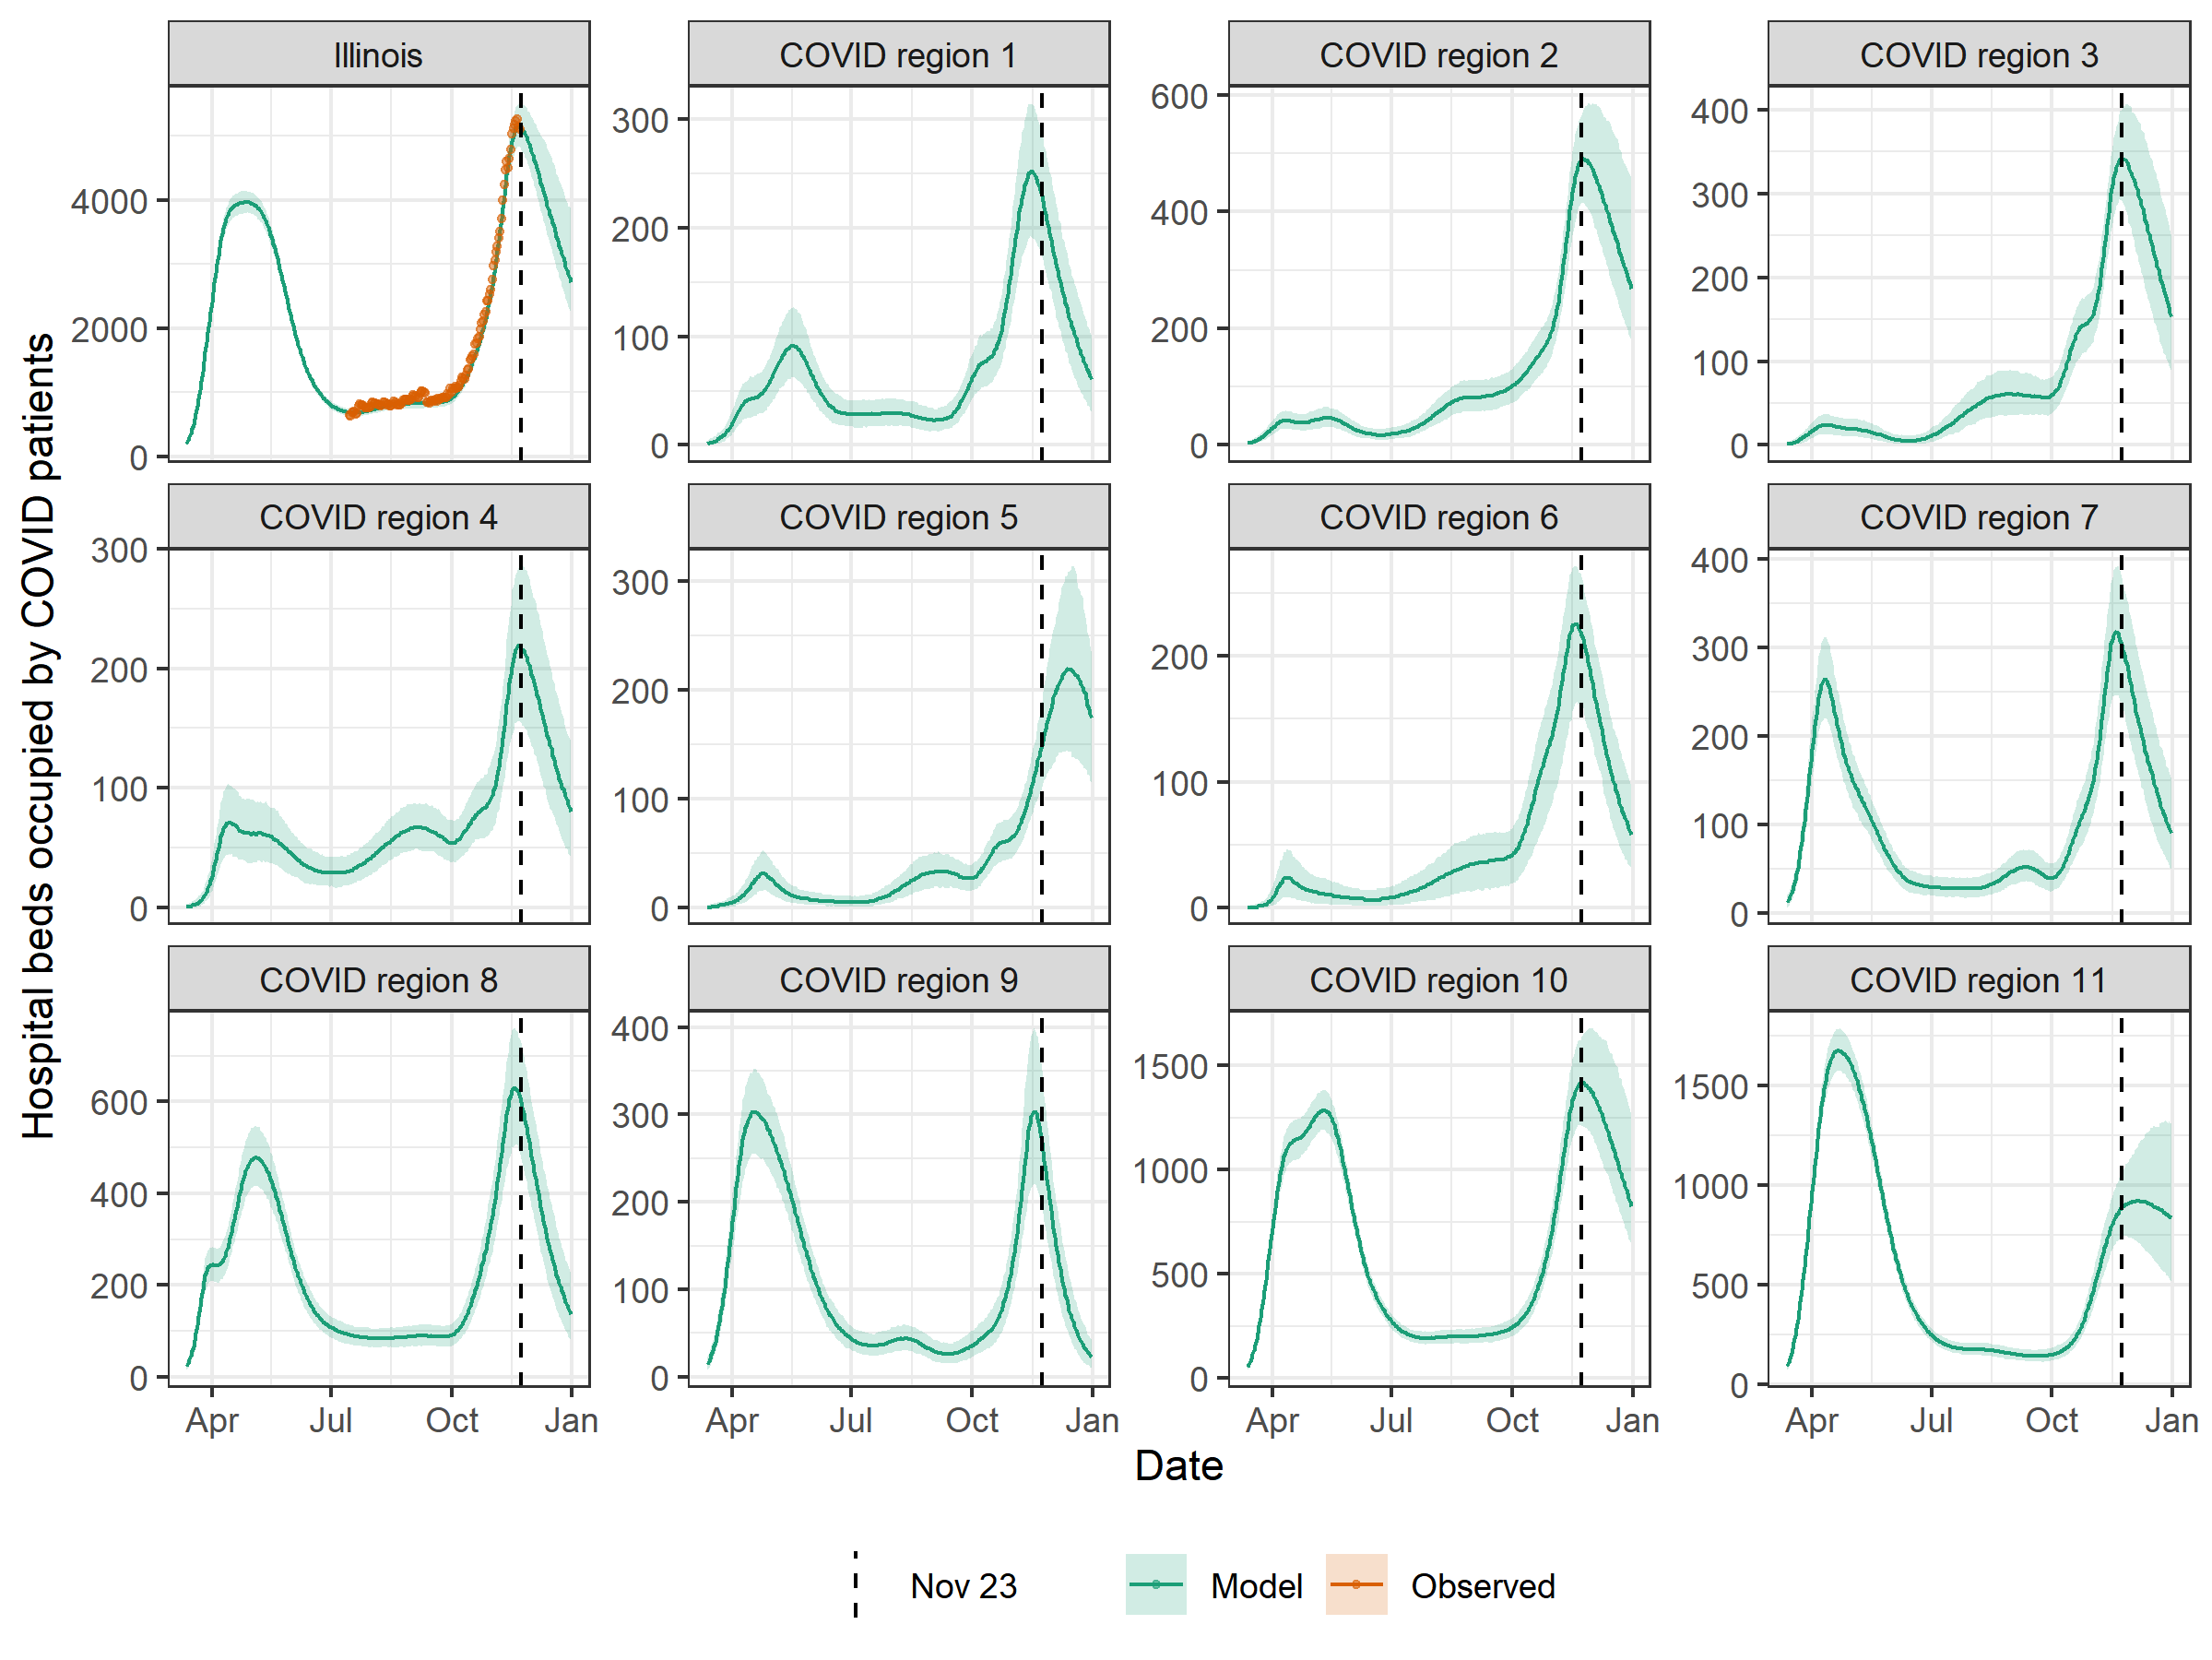 Hospital beds occupied by COVID patients
Illinois
4000
2000
0
COVID region 1
300
200
100
0
COVID region 2
600
400
200
0
COVID region 3
400
300
200
100
0
COVID region 4
300
200
100
0
COVID region 5
300
200
100
0
COVID region 6
200
100
0
COVID region 7
400
300
200
100
0
COVID region 8
600
400
200
0
Apr Jul Oct Jan
COVID region 9
400
300
200
100
0
Apr Jul Oct Jan
COVID region 10
1500
1000
500
0
Apr Jul Oct Jan
COVID region 11
1500
1000
500
0
Apr Jul Oct Jan
Date
Nov 23 Model Observed